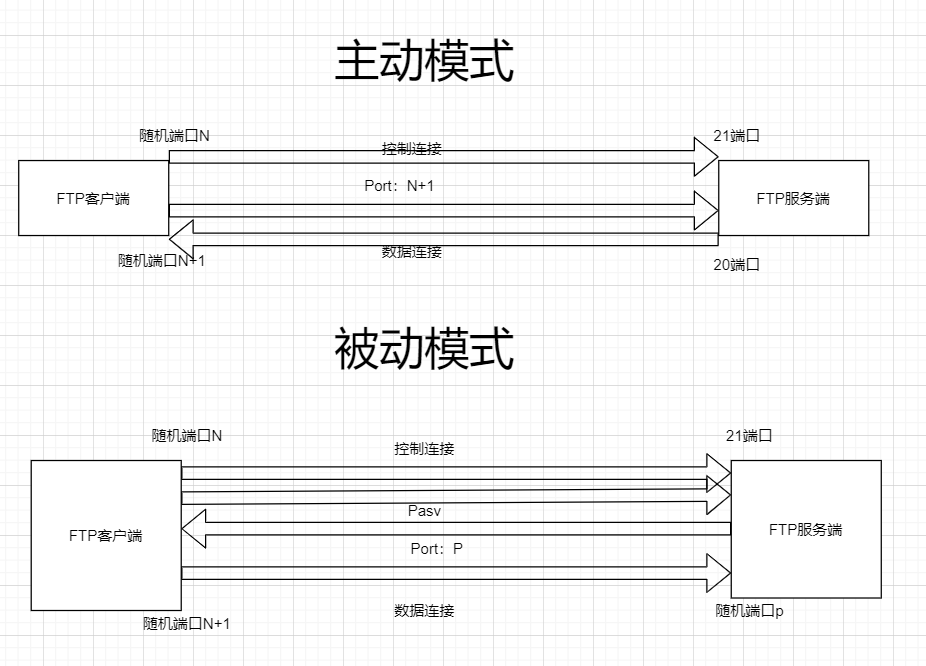 主动模式
随机端口N
21端口
控制连接
Port：N+1
FTP客户端
FTP服务端
数据连接
随机端口N+1
20端口
被动模式
随机端口N
21端口
控制连接
Pasv
FTP客户端
FTP服务端
Port：P
数据连接
随机端口p
随机端口N+1